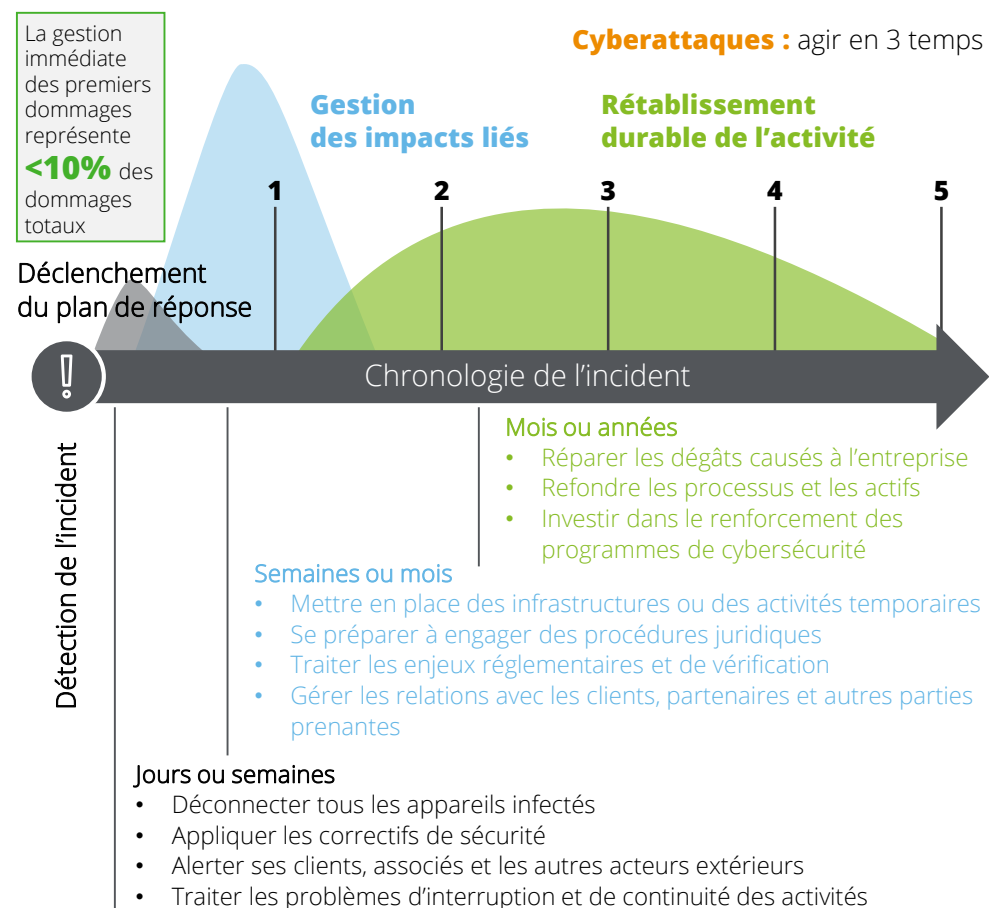 La gestion
immédiate
des premiers
dommages
représente
<10% des
dommages
totaux
Cyberattaques : agir en 3 temps
Gestion
des impacts liés
Rétablissement
durable de l’activité
1
2
3
4
5
Déclenchement
du plan de réponse
Chronologie de l’incident
Détection de l’incident
Mois ou années
• Réparer les dégâts causés à l’entreprise
• Refondre les processus et les actifs
• Investir dans le renforcement des
programmes de cybersécurité
Semaines ou mois
• Mettre en place des infrastructures ou des activités temporaires
• Se préparer à engager des procédures juridiques
• Traiter les enjeux réglementaires et de vérification
• Gérer les relations avec les clients, partenaires et autres parties
prenantes
Jours ou semaines
• Déconnecter tous les appareils infectés
• Appliquer les correctifs de sécurité
• Alerter ses clients, associés et les autres acteurs extérieurs
• Traiter les problèmes d’interruption et de continuité des activités